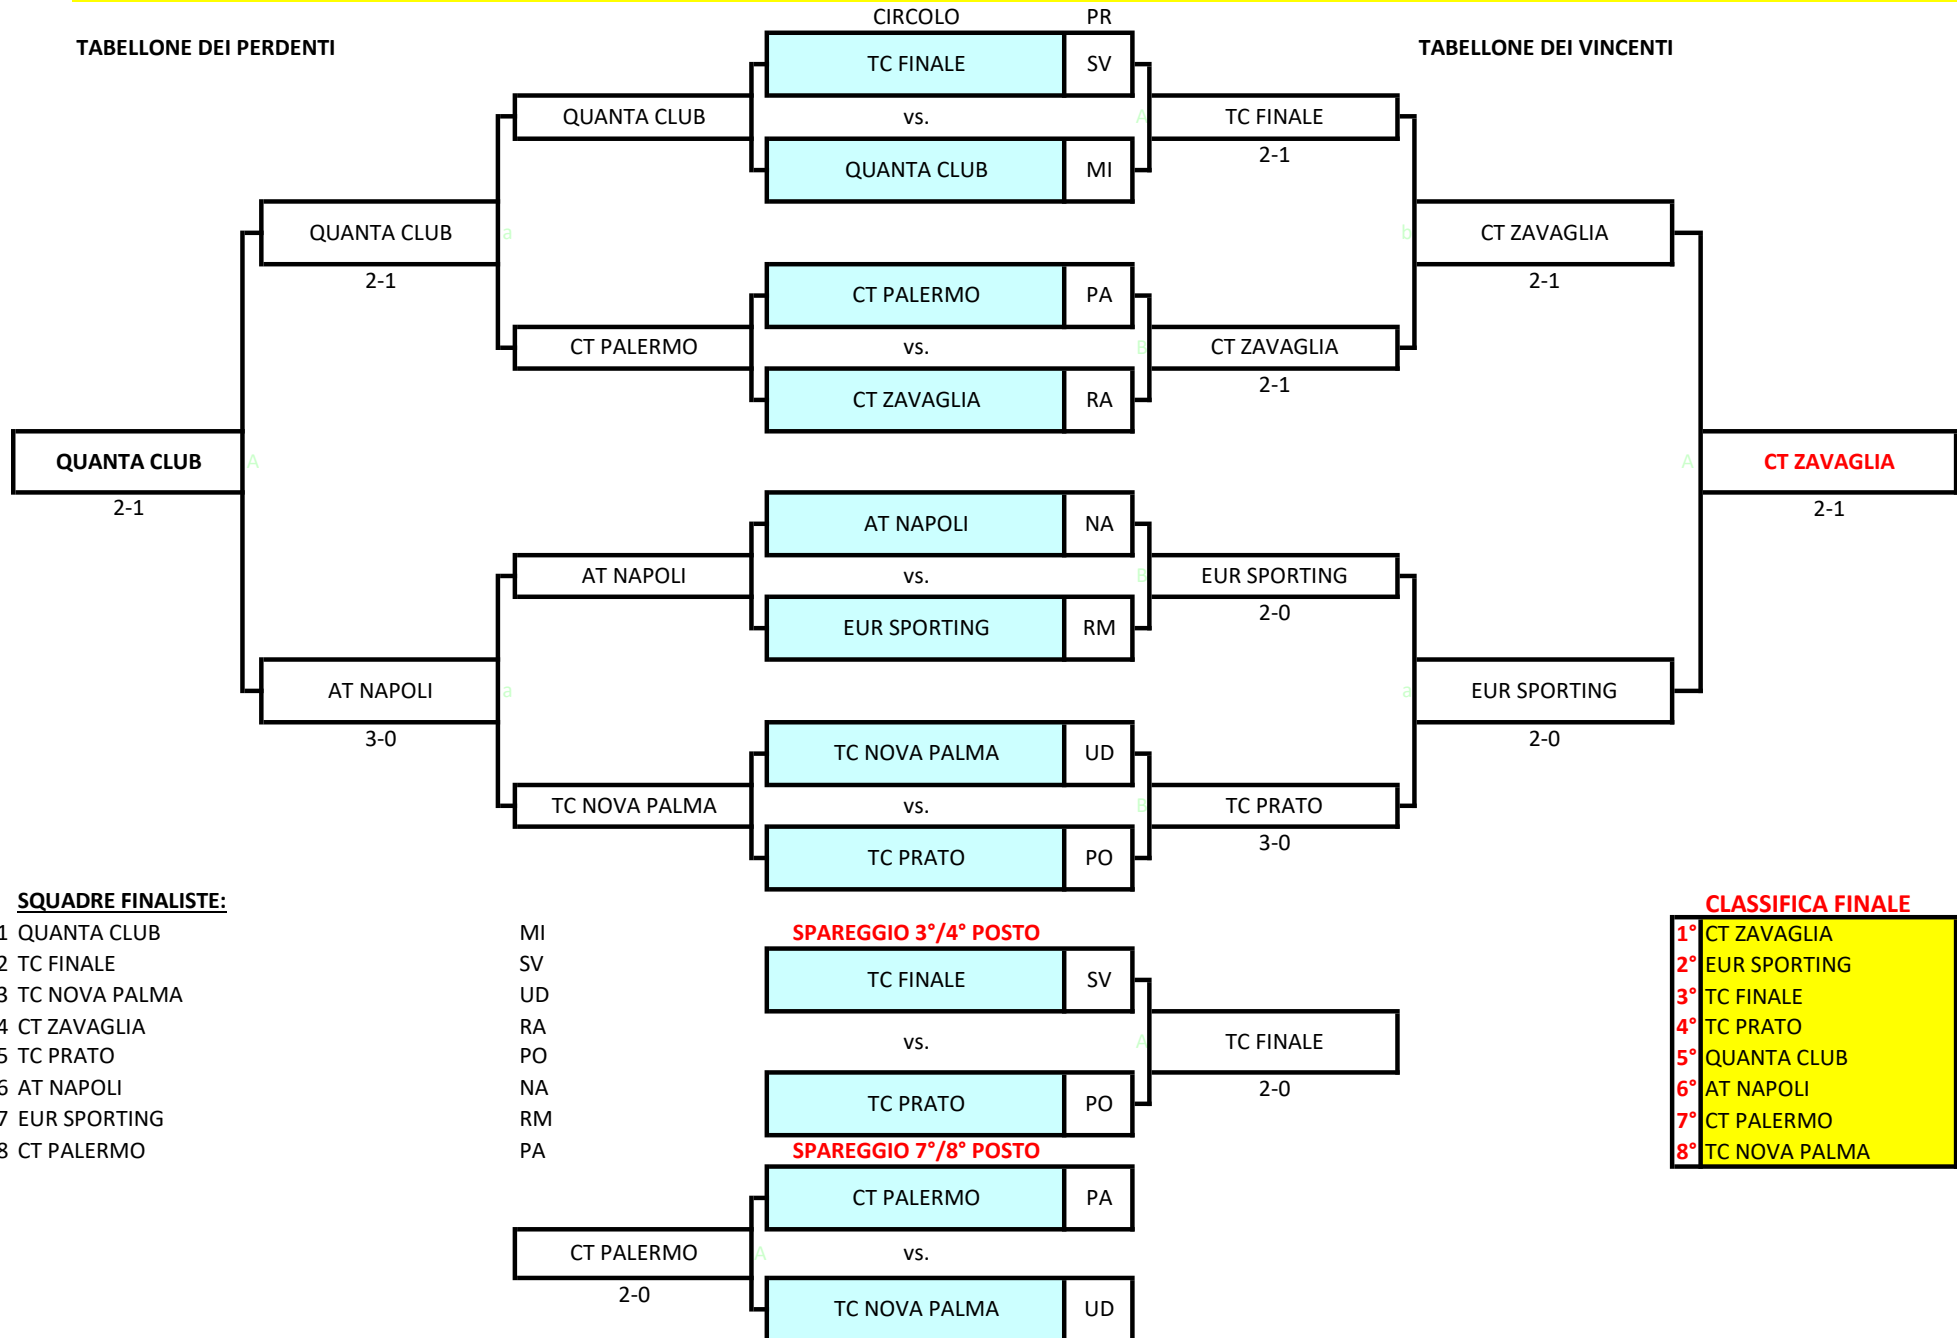 CIRCOLO PR
TABELLONE DEI PERDENTI
TABELLONE DEI VINCENTI
TC FINALE SV
QUANTA CLUB vs. A TC FINALE
2-1
QUANTA CLUB MI
QUANTA CLUB a b CT ZAVAGLIA
2-1 2-1
CT PALERMO PA
CT PALERMO vs. B CT ZAVAGLIA
2-1
CT ZAVAGLIA RA
QUANTA CLUB A A CT ZAVAGLIA
2-1 2-1
AT NAPOLI NA
AT NAPOLI vs. B EUR SPORTING
2-0
EUR SPORTING RM
AT NAPOLI a a EUR SPORTING
3-0 2-0
TC NOVA PALMA UD
TC NOVA PALMA vs. B TC PRATO
3-0
TC PRATO PO
SQUADRE FINALISTE:
1 QUANTA CLUB MI
2 TC FINALE SV
3 TC NOVA PALMA UD
4 CT ZAVAGLIA RA
5 TC PRATO PO
6 AT NAPOLI NA
7 EUR SPORTING RM
8 CT PALERMO PA
SPAREGGIO 3°/4° POSTO
TC FINALE SV
vs. A TC FINALE
2-0
TC PRATO PO
SPAREGGIO 7°/8° POSTO
CT PALERMO PA
CT PALERMO A vs.
2-0
TC NOVA PALMA UD
CLASSIFICA FINALE
1° CT ZAVAGLIA
2° EUR SPORTING
3° TC FINALE
4° TC PRATO
5° QUANTA CLUB
6° AT NAPOLI
7° CT PALERMO
8° TC NOVA PALMA